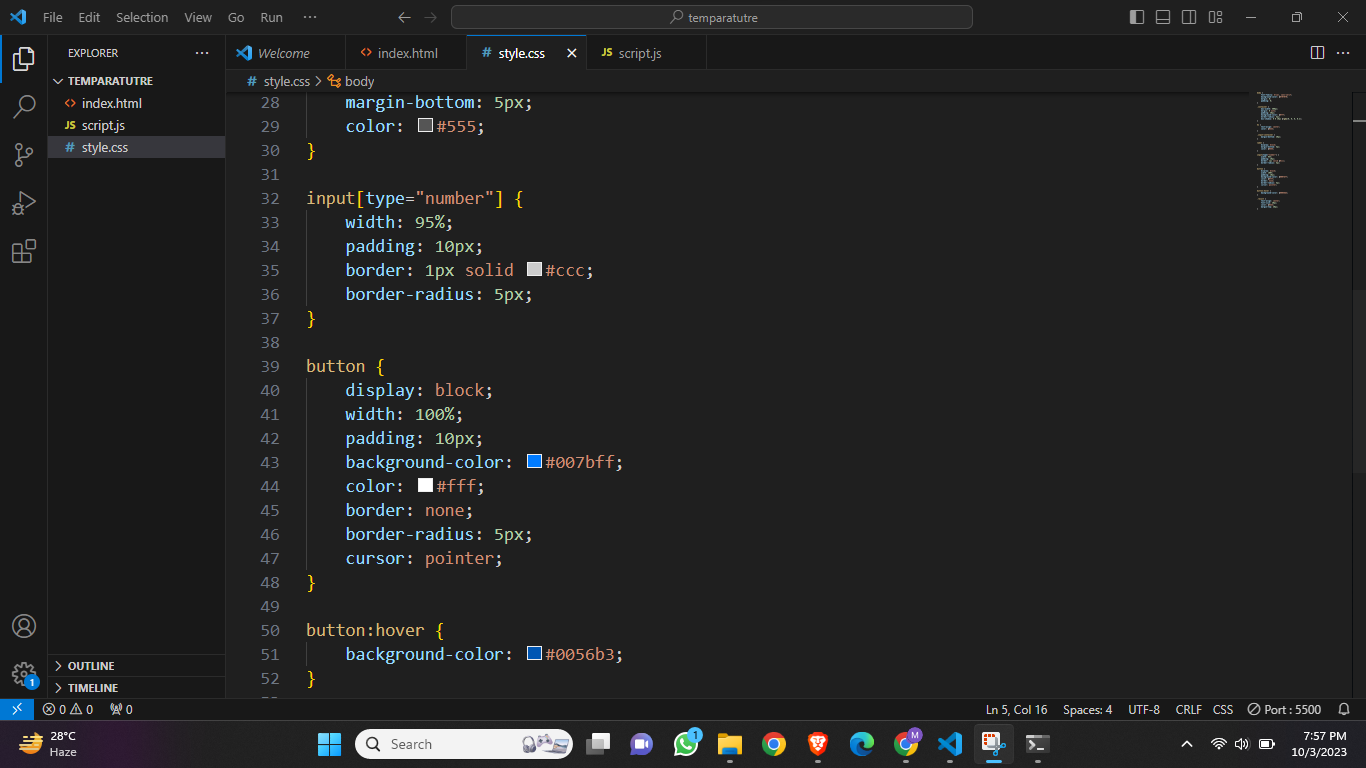 File Edit Selection View Go Run ··· temparatutre
EXPLORER ···
TEMPARATUTRE
index.html
script.js
style.css
OUTLINE
TIMELINE
Welcome index.html style.css script.js ···
style.css > body
28 margin-bottom: 5px;
29 color: #555;
30 }
31
32 input[type="number"] {
33 width: 95%;
34 padding: 10px;
35 border: 1px solid #ccc;
36 border-radius: 5px;
37 }
38
39 button {
40 display: block;
41 width: 100%;
42 padding: 10px;
43 background-color: #007bff;
44 color: #fff;
45 border: none;
46 border-radius: 5px;
47 cursor: pointer;
48 }
49
50 button:hover {
51 background-color: #0056b3;
52 }
1
0 0 0 Ln 5, Col 16 Spaces: 4 UTF-8 CRLF CSS Port : 5500
28°C
Haze
Search
1
M
7:57 PM
10/3/2023